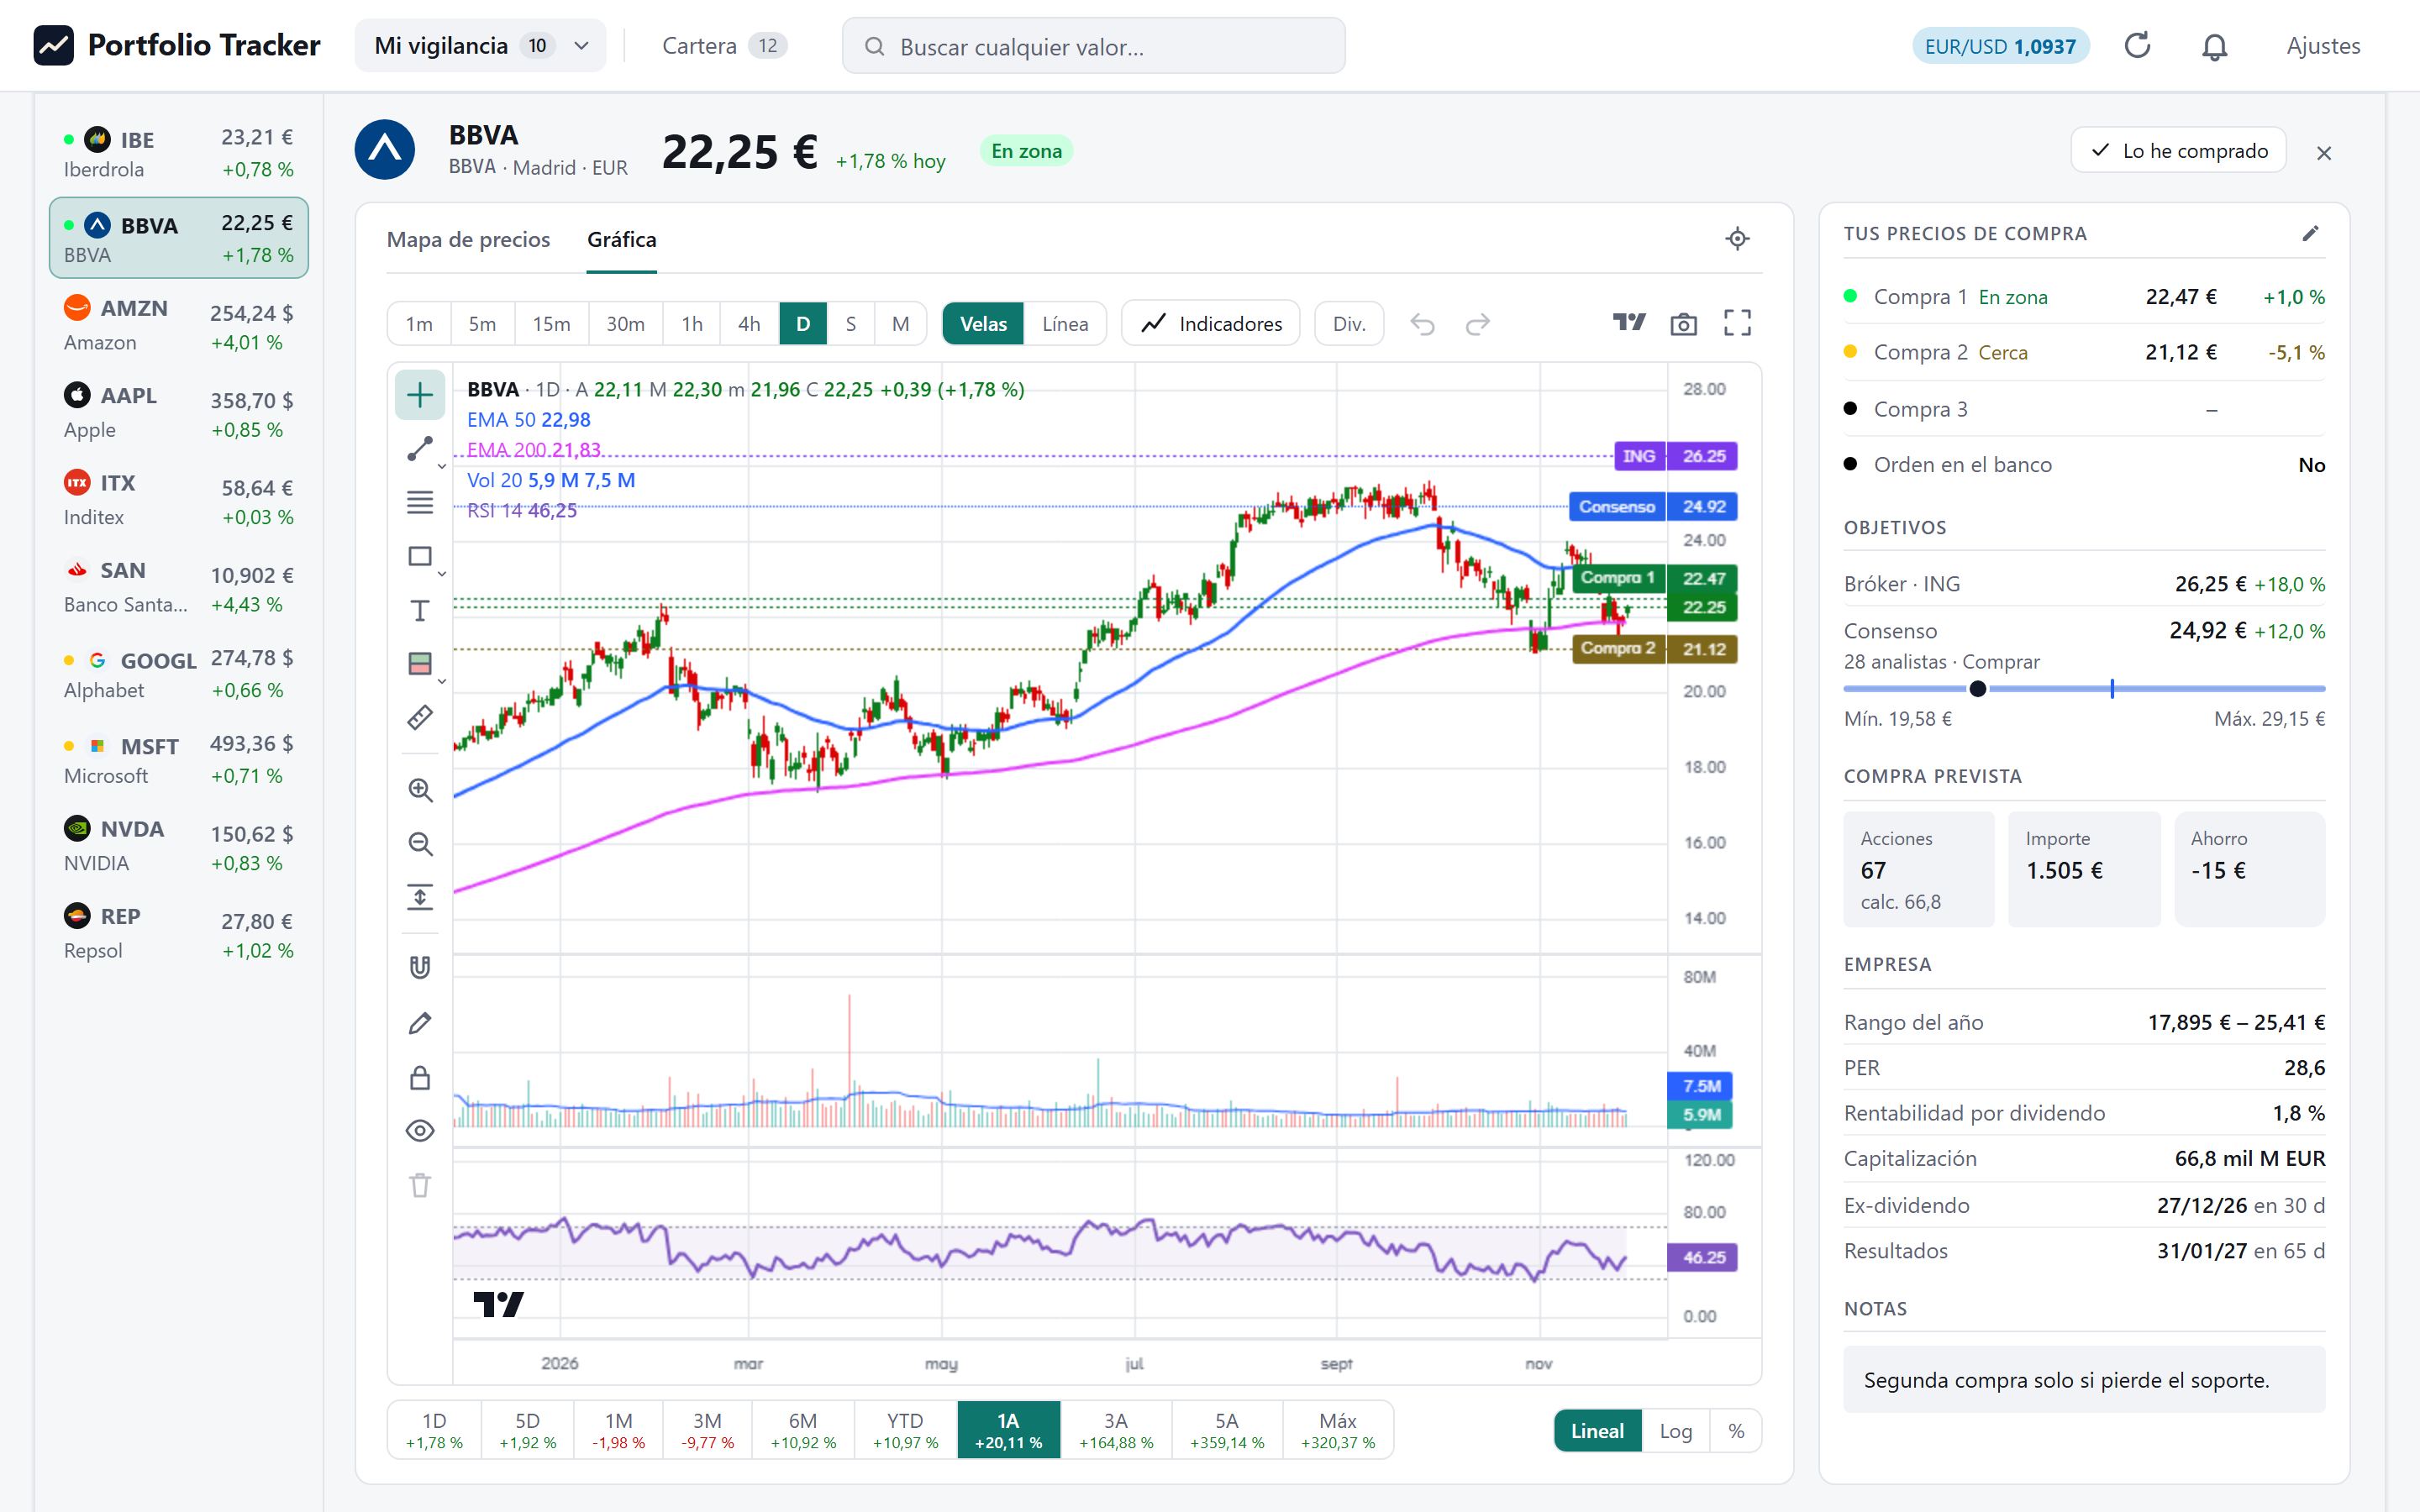 Portfolio Tracker
Mi vigilancia 10
Cartera 12
Buscar cualquier valor...
EUR/USD 1,0937
Ajustes
IBE 23,21 €
Iberdrola +0,78 %
BBVA 22,25 €
BBVA +1,78 %
AMZN 254,24 $
Amazon +4,01 %
AAPL 358,70 $
Apple +0,85 %
ITX ITX 58,64 €
Inditex +0,03 %
SAN 10,902 €
Banco Santa... +4,43 %
GOOGL 274,78 $
Alphabet +0,66 %
MSFT 493,36 $
Microsoft +0,71 %
NVDA 150,62 $
NVIDIA +0,83 %
REP 27,80 €
Repsol +1,02 %
BBVA
BBVA · Madrid · EUR
22,25 € +1,78 % hoy
En zona
Lo he comprado
Mapa de precios Gráfica
1m 5m 15m 30m 1h 4h D S M
Velas Línea
Indicadores
Div.
BBVA · 1D · A 22,11 M 22,30 m 21,96 C 22,25 +0,39 (+1,78 %)
EMA 50 22,98
EMA 200 21,83
Vol 20 5,9 M 7,5 M
RSI 14 46,25
28.00
ING 26.25
Consenso 24.92
24.00
Compra 1 22.47
22.25
Compra 2 21.12
20.00
18.00
16.00
14.00
80M
40M
7.5M
5.9M
120.00
80.00
46.25
0.00
2026 mar may jul sept nov
1D +1,78 %
5D +1,92 %
1M -1,98 %
3M -9,77 %
6M +10,92 %
YTD +10,97 %
1A +20,11 %
3A +164,88 %
5A +359,14 %
Máx +320,37 %
Lineal Log %
TUS PRECIOS DE COMPRA
Compra 1 En zona 22,47 € +1,0 %
Compra 2 Cerca 21,12 € -5,1 %
Compra 3 –
Orden en el banco No
OBJETIVOS
Bróker · ING 26,25 € +18,0 %
Consenso 24,92 € +12,0 %
28 analistas · Comprar
Mín. 19,58 € Máx. 29,15 €
COMPRA PREVISTA
Acciones
67
calc. 66,8
Importe
1.505 €
Ahorro
-15 €
EMPRESA
Rango del año 17,895 € – 25,41 €
PER 28,6
Rentabilidad por dividendo 1,8 %
Capitalización 66,8 mil M EUR
Ex-dividendo 27/12/26 en 30 d
Resultados 31/01/27 en 65 d
NOTAS
Segunda compra solo si pierde el soporte.